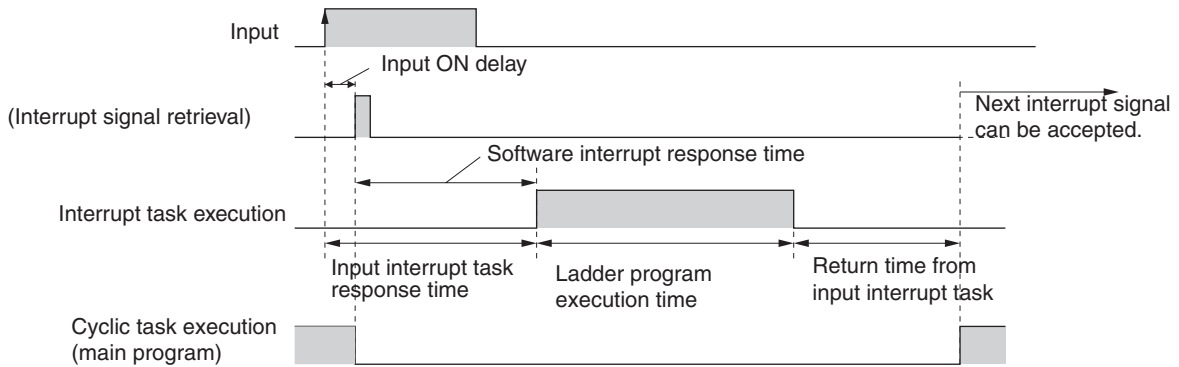 Input
Input ON delay
(Interrupt signal retrieval)
Next interrupt signal
can be accepted.
Software interrupt response time
Interrupt task execution
Input interrupt task
response time
Ladder program
execution time
Return time from
input interrupt task
Cyclic task execution
(main program)